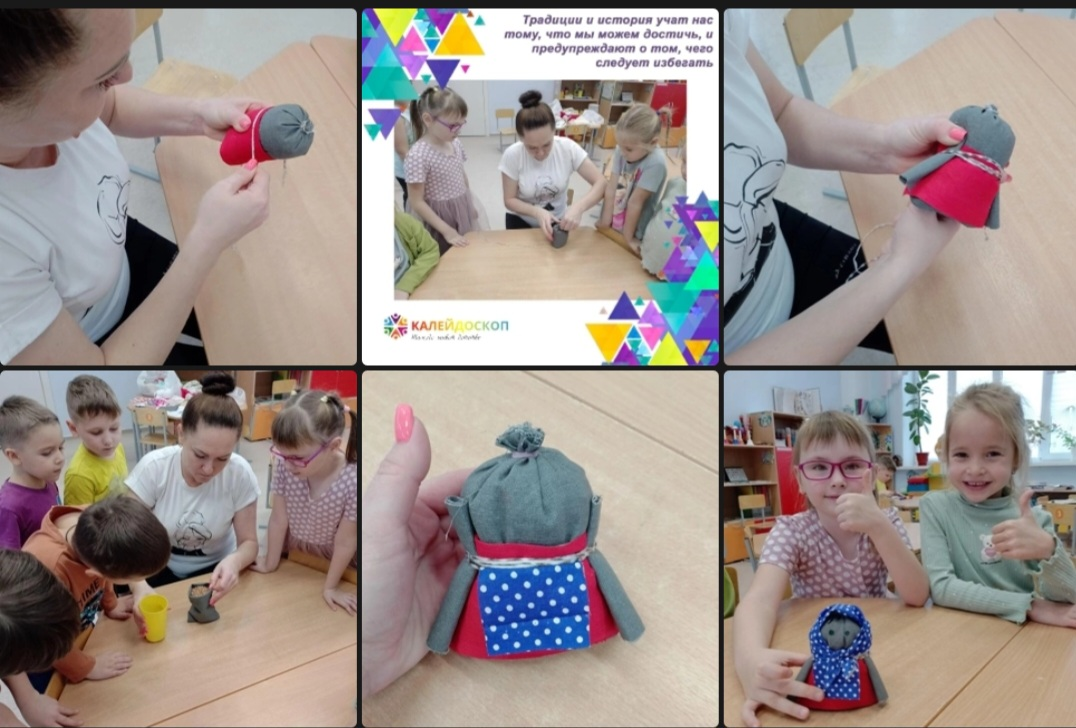 Традиции и история учат нас
тому, что мы можем достичь, и
предупреждают о том, чего
следует избегать
КАЛЕЙДОСКОП